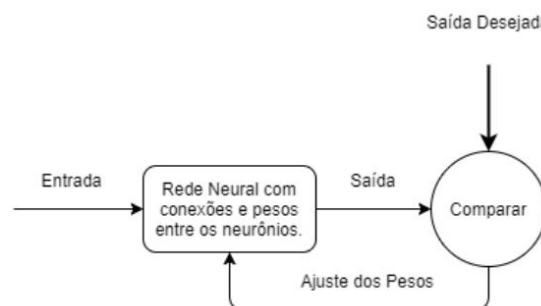 Saída Desejada
Entrada
Rede Neural com
conexões e pesos
entre os neurônios.
Saída
Comparar
Ajuste dos Pesos